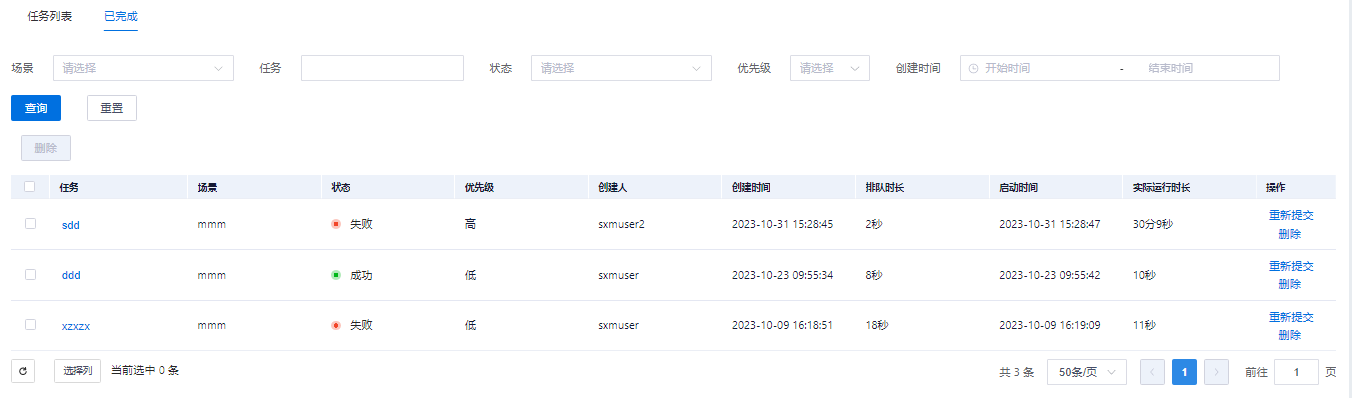 任务列表 已完成
场景 请选择 任务 状态 请选择 优先级 请选择 创建时间 开始时间 - 结束时间
查询 重置
删除
任务 场景 状态 优先级 创建人 创建时间 排队时长 启动时间 实际运行时长 操作
sdd mmm 失败 高 sxmuser2 2023-10-31 15:28:45 2秒 2023-10-31 15:28:47 30分9秒 重新提交
删除
ddd mmm 成功 低 sxmuser 2023-10-23 09:55:34 8秒 2023-10-23 09:55:42 10秒 重新提交
删除
xzxzx mmm 失败 低 sxmuser 2023-10-09 16:18:51 18秒 2023-10-09 16:19:09 11秒 重新提交
删除
选择列 当前选中 0 条 共 3 条 50条/页 1 前往 1 页